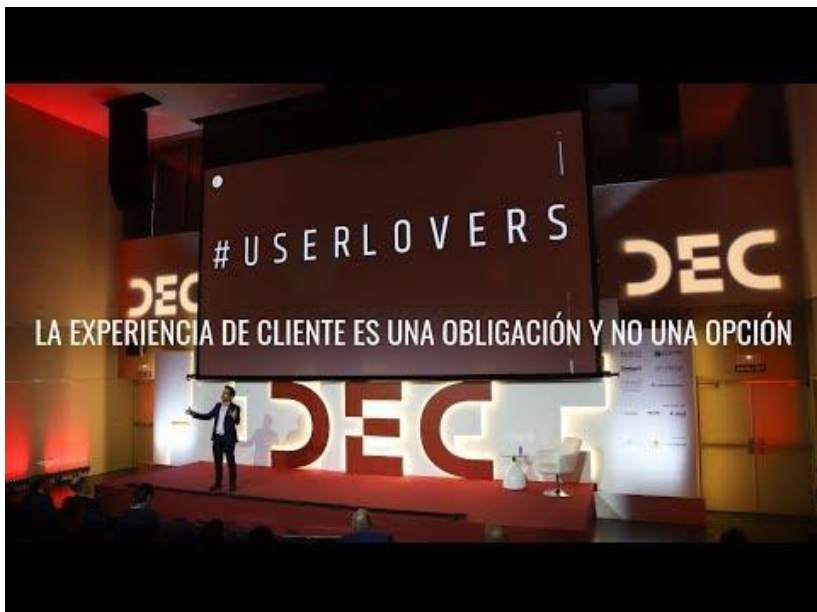 #USERLOVERS
DEC
DEC
LA EXPERIENCIA DE CLIENTE ES UNA OBLIGACIÓN Y NO UNA OPCIÓN
DEC